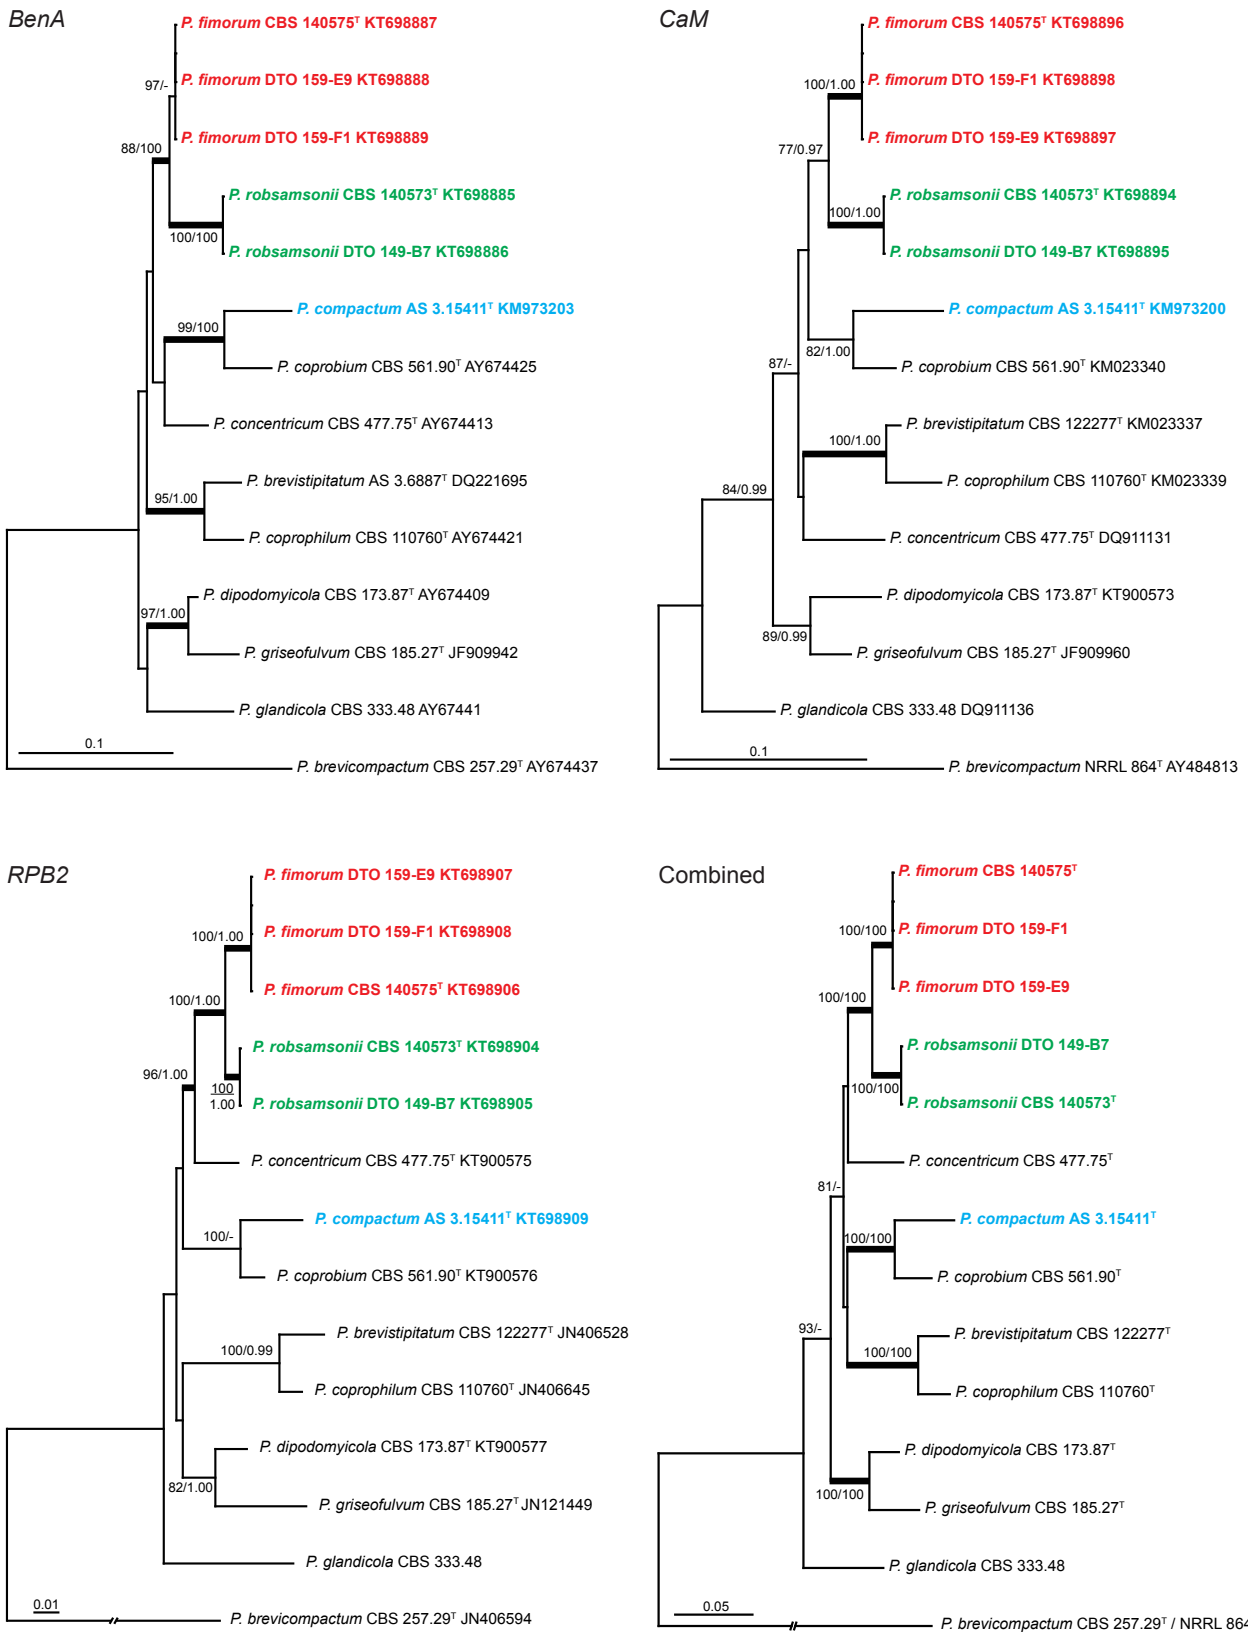 BenA
P. fimorum CBS 140575ᵀ KT698887
97/-
P. fimorum DTO 159-E9 KT698888
P. fimorum DTO 159-F1 KT698889
88/100
P. robsamsonii CBS 140573ᵀ KT698885
100/100
P. robsamsonii DTO 149-B7 KT698886
P. compactum AS 3.15411ᵀ KM973203
99/100
P. coprobium CBS 561.90ᵀ AY674425
P. concentricum CBS 477.75ᵀ AY674413
P. brevistipitatum AS 3.6887ᵀ DQ221695
95/1.00
P. coprophilum CBS 110760ᵀ AY674421
P. dipodomyicola CBS 173.87ᵀ AY674409
97/1.00
P. griseofulvum CBS 185.27ᵀ JF909942
P. glandicola CBS 333.48 AY67441
0.1
P. brevicompactum CBS 257.29ᵀ AY674437
CaM
P. fimorum CBS 140575ᵀ KT698896
100/1.00
P. fimorum DTO 159-F1 KT698898
P. fimorum DTO 159-E9 KT698897
77/0.97
P. robsamsonii CBS 140573ᵀ KT698894
100/1.00
P. robsamsonii DTO 149-B7 KT698895
P. compactum AS 3.15411ᵀ KM973200
82/1.00
87/-
P. coprobium CBS 561.90ᵀ KM023340
P. brevistipitatum CBS 122277ᵀ KM023337
100/1.00
P. coprophilum CBS 110760ᵀ KM023339
84/0.99
P. concentricum CBS 477.75ᵀ DQ911131
P. dipodomyicola CBS 173.87ᵀ KT900573
89/0.99
P. griseofulvum CBS 185.27ᵀ JF909960
P. glandicola CBS 333.48 DQ911136
0.1
P. brevicompactum NRRL 864ᵀ AY484813
RPB2
P. fimorum DTO 159-E9 KT698907
P. fimorum DTO 159-F1 KT698908
100/1.00
P. fimorum CBS 140575ᵀ KT698906
100/1.00
P. robsamsonii CBS 140573ᵀ KT698904
96/1.00
100
1.00
P. robsamsonii DTO 149-B7 KT698905
P. concentricum CBS 477.75ᵀ KT900575
P. compactum AS 3.15411ᵀ KT698909
100/-
P. coprobium CBS 561.90ᵀ KT900576
P. brevistipitatum CBS 122277ᵀ JN406528
100/0.99
P. coprophilum CBS 110760ᵀ JN406645
P. dipodomyicola CBS 173.87ᵀ KT900577
82/1.00
P. griseofulvum CBS 185.27ᵀ JN121449
P. glandicola CBS 333.48
0.01
P. brevicompactum CBS 257.29ᵀ JN406594
Combined
P. fimorum CBS 140575ᵀ
P. fimorum DTO 159-F1
100/100
P. fimorum DTO 159-E9
100/100
P. robsamsonii DTO 149-B7
100/100
P. robsamsonii CBS 140573ᵀ
P. concentricum CBS 477.75ᵀ
81/-
P. compactum AS 3.15411ᵀ
100/100
P. coprobium CBS 561.90ᵀ
93/-
P. brevistipitatum CBS 122277ᵀ
100/100
P. coprophilum CBS 110760ᵀ
P. dipodomyicola CBS 173.87ᵀ
100/100
P. griseofulvum CBS 185.27ᵀ
P. glandicola CBS 333.48
0.05
P. brevicompactum CBS 257.29ᵀ / NRRL 864